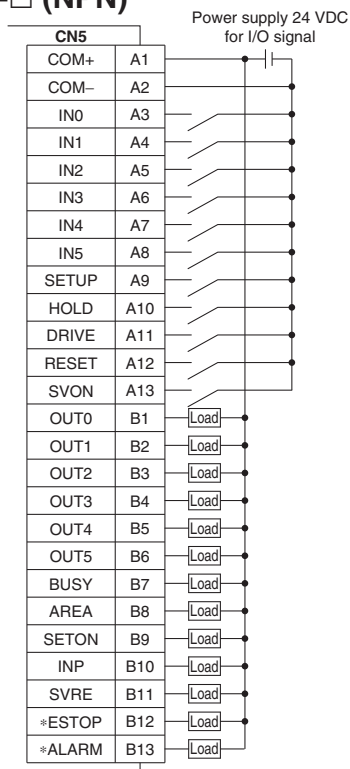 -□ (NPN)
Power supply 24 VDC
for I/O signal
CN5
COM+ A1
COM− A2
IN0 A3
IN1 A4
IN2 A5
IN3 A6
IN4 A7
IN5 A8
SETUP A9
HOLD A10
DRIVE A11
RESET A12
SVON A13
OUT0 B1 Load
OUT1 B2 Load
OUT2 B3 Load
OUT3 B4 Load
OUT4 B5 Load
OUT5 B6 Load
BUSY B7 Load
AREA B8 Load
SETON B9 Load
INP B10 Load
SVRE B11 Load
∗ESTOP B12 Load
∗ALARM B13 Load